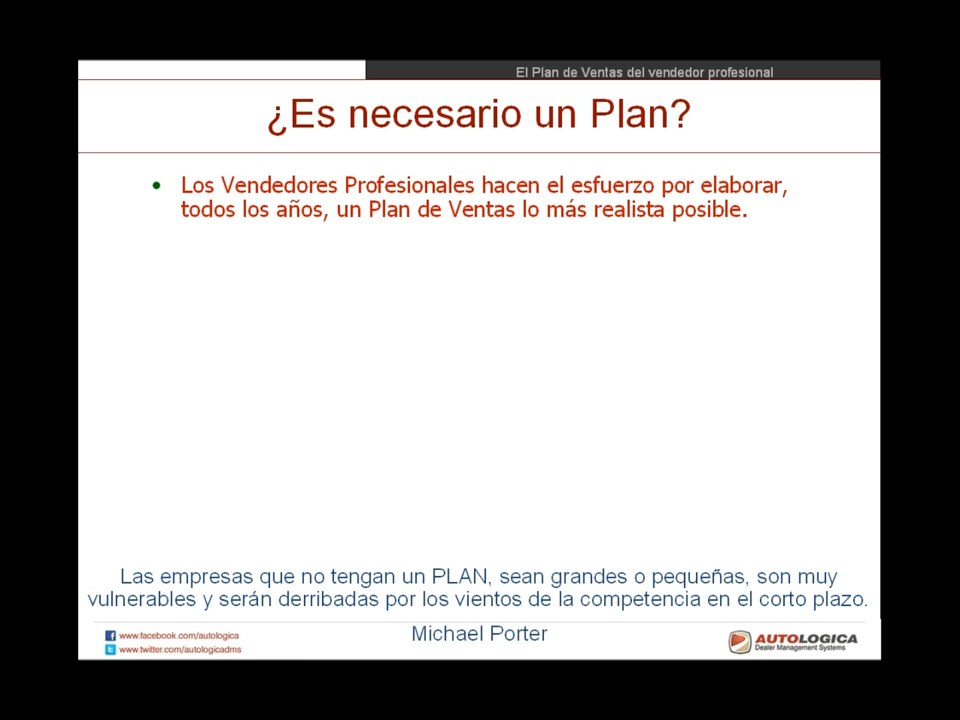 El Plan de Ventas del vendedor profesional
¿Es necesario un Plan?
• Los Vendedores Profesionales hacen el esfuerzo por elaborar,
todos los años, un Plan de Ventas lo más realista posible.
Las empresas que no tengan un PLAN, sean grandes o pequeñas, son muy
vulnerables y serán derribadas por los vientos de la competencia en el corto plazo.
Michael Porter
www.facebook.com/autologica
www.twitter.com/autologicadms
AUTOLOGICA
Dealer Management Systems